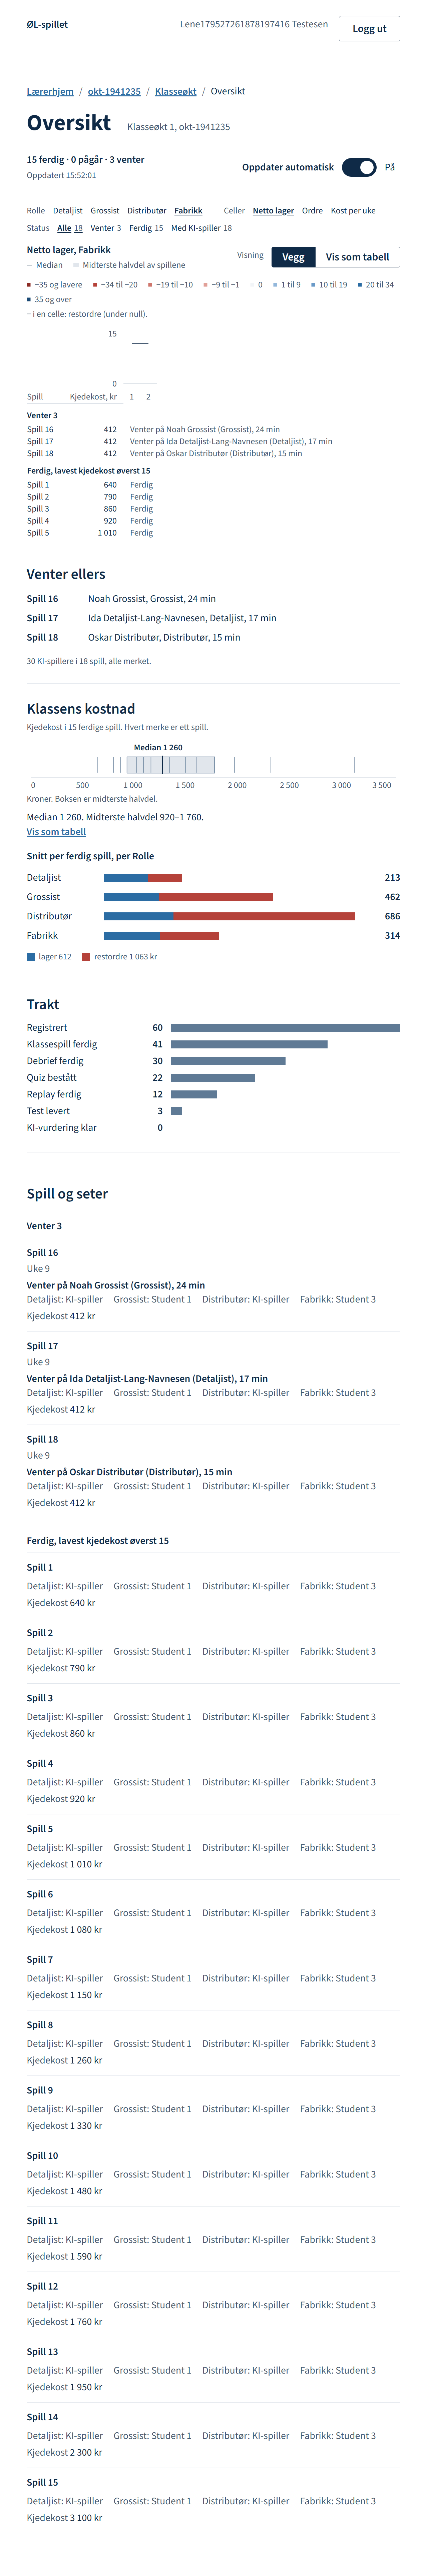 ØL-spillet
Lene179527261878197416 Testesen
Logg ut
Lærerhjem / okt-1941235 / Klasseøkt / Oversikt
Oversikt Klasseøkt 1, okt-1941235
15 ferdig · 0 pågår · 3 venter
Oppdatert 15:52:01
Oppdater automatisk På
Rolle Detaljist Grossist Distributør Fabrikk Celler Netto lager Ordre Kost per uke
Status Alle 18 Venter 3 Ferdig 15 Med KI-spiller 18
Netto lager, Fabrikk
Median Midterste halvdel av spillene
Visning Vegg Vis som tabell
−35 og lavere −34 til −20 −19 til −10 −9 til −1 0 1 til 9 10 til 19 20 til 34
35 og over
− i en celle: restordre (under null).
15
0
Spill Kjedekost, kr 1 2
Venter 3
Spill 16 412 Venter på Noah Grossist (Grossist), 24 min
Spill 17 412 Venter på Ida Detaljist-Lang-Navnesen (Detaljist), 17 min
Spill 18 412 Venter på Oskar Distributør (Distributør), 15 min
Ferdig, lavest kjedekost øverst 15
Spill 1 640 Ferdig
Spill 2 790 Ferdig
Spill 3 860 Ferdig
Spill 4 920 Ferdig
Spill 5 1 010 Ferdig
Venter ellers
Spill 16 Noah Grossist, Grossist, 24 min
Spill 17 Ida Detaljist-Lang-Navnesen, Detaljist, 17 min
Spill 18 Oskar Distributør, Distributør, 15 min
30 KI-spillere i 18 spill, alle merket.
Klassens kostnad
Kjedekost i 15 ferdige spill. Hvert merke er ett spill.
Median 1 260
0 500 1 000 1 500 2 000 2 500 3 000 3 500
Kroner. Boksen er midterste halvdel.
Median 1 260. Midterste halvdel 920–1 760.
Vis som tabell
Snitt per ferdig spill, per Rolle
Detaljist 213
Grossist 462
Distributør 686
Fabrikk 314
lager 612 restordre 1 063 kr
Trakt
Registrert 60
Klassespill ferdig 41
Debrief ferdig 30
Quiz bestått 22
Replay ferdig 12
Test levert 3
KI-vurdering klar 0
Spill og seter
Venter 3
Spill 16
Uke 9
Venter på Noah Grossist (Grossist), 24 min
Detaljist: KI-spiller Grossist: Student 1 Distributør: KI-spiller Fabrikk: Student 3
Kjedekost 412 kr
Spill 17
Uke 9
Venter på Ida Detaljist-Lang-Navnesen (Detaljist), 17 min
Detaljist: KI-spiller Grossist: Student 1 Distributør: KI-spiller Fabrikk: Student 3
Kjedekost 412 kr
Spill 18
Uke 9
Venter på Oskar Distributør (Distributør), 15 min
Detaljist: KI-spiller Grossist: Student 1 Distributør: KI-spiller Fabrikk: Student 3
Kjedekost 412 kr
Ferdig, lavest kjedekost øverst 15
Spill 1
Detaljist: KI-spiller Grossist: Student 1 Distributør: KI-spiller Fabrikk: Student 3
Kjedekost 640 kr
Spill 2
Detaljist: KI-spiller Grossist: Student 1 Distributør: KI-spiller Fabrikk: Student 3
Kjedekost 790 kr
Spill 3
Detaljist: KI-spiller Grossist: Student 1 Distributør: KI-spiller Fabrikk: Student 3
Kjedekost 860 kr
Spill 4
Detaljist: KI-spiller Grossist: Student 1 Distributør: KI-spiller Fabrikk: Student 3
Kjedekost 920 kr
Spill 5
Detaljist: KI-spiller Grossist: Student 1 Distributør: KI-spiller Fabrikk: Student 3
Kjedekost 1 010 kr
Spill 6
Detaljist: KI-spiller Grossist: Student 1 Distributør: KI-spiller Fabrikk: Student 3
Kjedekost 1 080 kr
Spill 7
Detaljist: KI-spiller Grossist: Student 1 Distributør: KI-spiller Fabrikk: Student 3
Kjedekost 1 150 kr
Spill 8
Detaljist: KI-spiller Grossist: Student 1 Distributør: KI-spiller Fabrikk: Student 3
Kjedekost 1 260 kr
Spill 9
Detaljist: KI-spiller Grossist: Student 1 Distributør: KI-spiller Fabrikk: Student 3
Kjedekost 1 330 kr
Spill 10
Detaljist: KI-spiller Grossist: Student 1 Distributør: KI-spiller Fabrikk: Student 3
Kjedekost 1 480 kr
Spill 11
Detaljist: KI-spiller Grossist: Student 1 Distributør: KI-spiller Fabrikk: Student 3
Kjedekost 1 590 kr
Spill 12
Detaljist: KI-spiller Grossist: Student 1 Distributør: KI-spiller Fabrikk: Student 3
Kjedekost 1 760 kr
Spill 13
Detaljist: KI-spiller Grossist: Student 1 Distributør: KI-spiller Fabrikk: Student 3
Kjedekost 1 950 kr
Spill 14
Detaljist: KI-spiller Grossist: Student 1 Distributør: KI-spiller Fabrikk: Student 3
Kjedekost 2 300 kr
Spill 15
Detaljist: KI-spiller Grossist: Student 1 Distributør: KI-spiller Fabrikk: Student 3
Kjedekost 3 100 kr